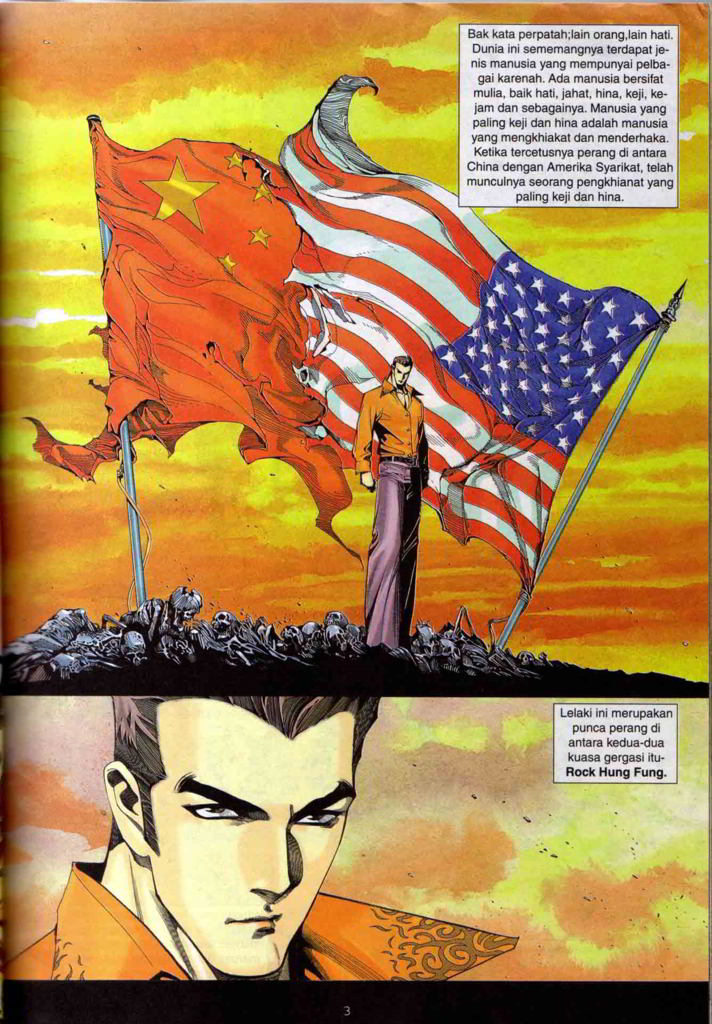 Bak kata perpatah;lain orang,lain hati.
Dunia ini sememangnya terdapat je-
nis manusia yang mempunyai pelba-
gai karenah. Ada manusia bersifat
mulia, baik hati, jahat, hina, keji, ke-
jam dan sebagainya. Manusia yang
paling keji dan hina adalah manusia
yang mengkhiakat dan menderhaka.
Ketika tercetusnya perang di antara
China dengan Amerika Syarikat, telah
munculnya seorang pengkhianat yang
paling keji dan hina.
Lelaki ini merupakan
punca perang di
antara kedua-dua
kuasa gergasi itu-
Rock Hung Fung.
3